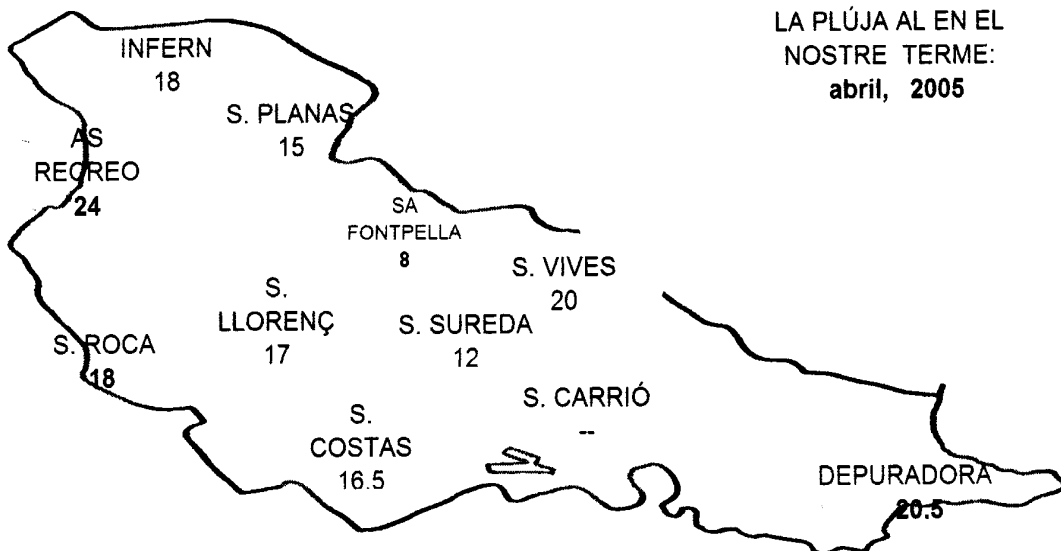 LA PLÚJA AL EN EL
NOSTRE TERME:
abril, 2005
INFERN
18
S. PLANAS
15
AS
RECREO
24
SA
FONTPELLA
8
S. VIVES
20
S.
LLORENÇ
17
S. SUREDA
12
S. ROCA
18
S. CARRIÓ
--
S.
COSTAS
16.5
DEPURADORA
20.5